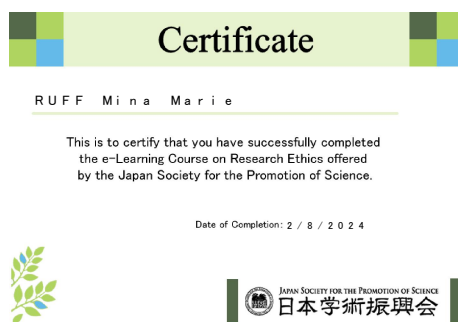 Certificate
RUFF Mina Marie
This is to certify that you have successfully completed
the e-Learning Course on Research Ethics offered
by the Japan Society for the Promotion of Science.
Date of Completion: 2 / 8 / 2024
JAPAN SOCIETY FOR THE PROMOTION OF SCIENCE
日本学術振興会